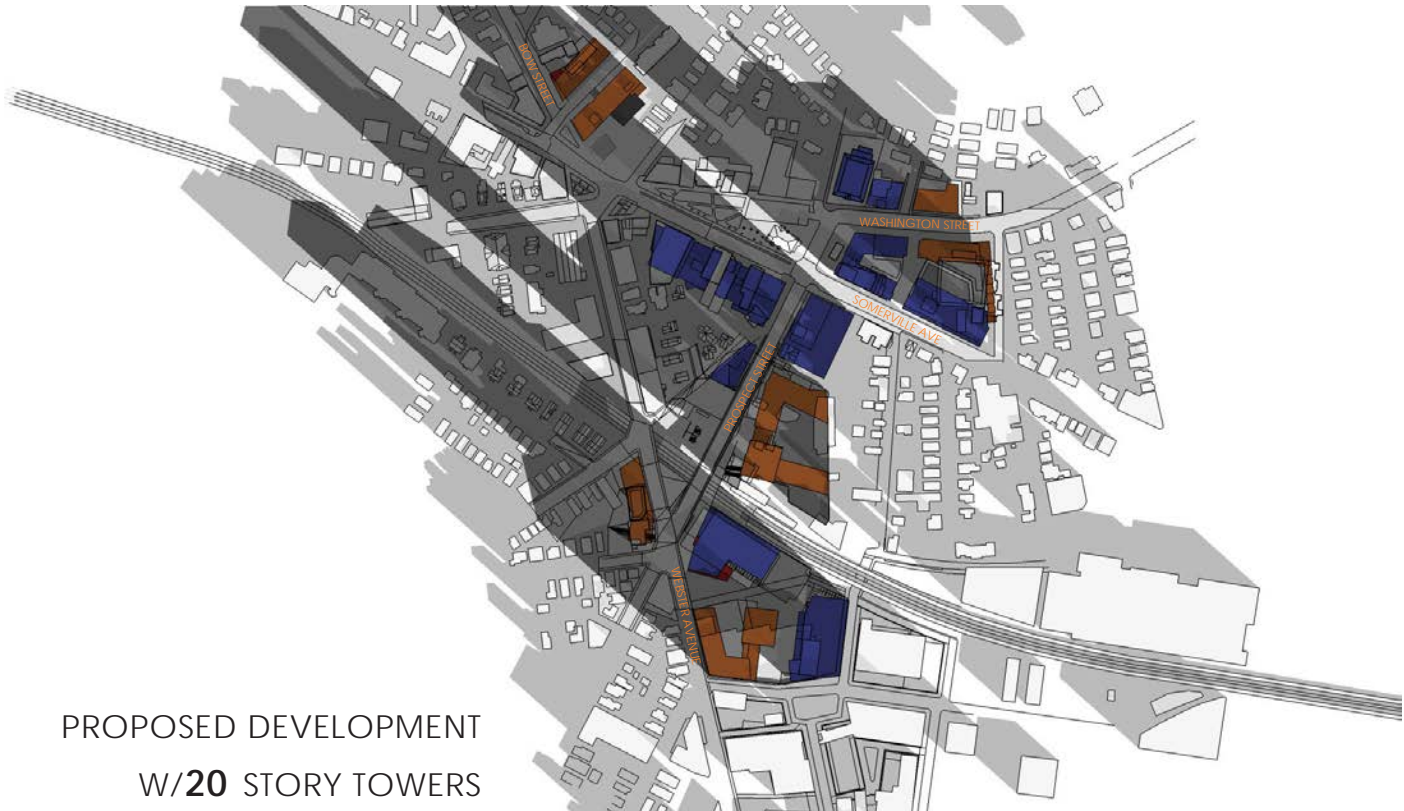 BOW STREET
WASHINGTON STREET
SOMERVILLE AVE
PROSPECT STREET
WEBSTER AVENUE
PROPOSED DEVELOPMENT
W/20 STORY TOWERS